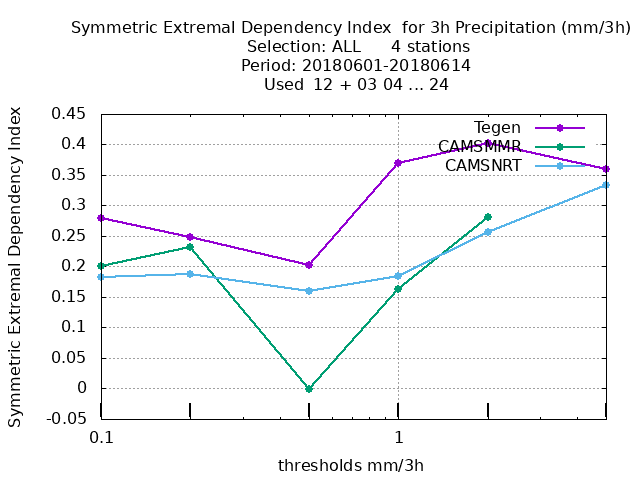 Symmetric Extremal Dependency Index  for 3h Precipitation (mm/3h)
Selection: ALL      4 stations
Period: 20180601-20180614
Used  12 + 03 04 ... 24
Symmetric Extremal Dependency Index
0.45
0.4
0.35
0.3
0.25
0.2
0.15
0.1
0.05
0
-0.05
Tegen
CAMSMMR
CAMSNRT
0.1
1
thresholds mm/3h